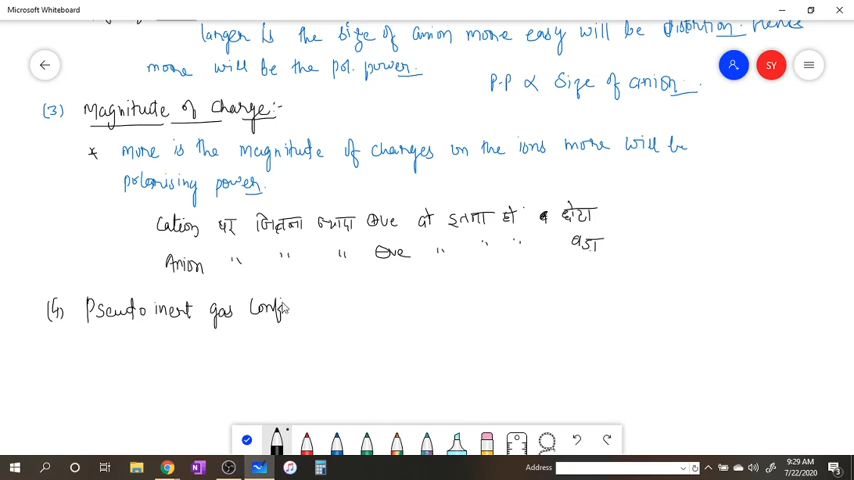 Microsoft Whiteboard
larger is the size of anion more easy will be distortion. Hence
more will be the pol. power.
P.P ∝ Size of anion.
SY
(3) Magnitude of Charge:-
* more is the magnitude of charges on the ions more will be
polarising power.
Cation पर जितना ज्यादा ⊕ve वो इतना ही छोटा
Anion " " " ⊖ve " " " बड़ा
(4) Pseudo inert gas Confi
Address
9:29 AM
7/22/2020